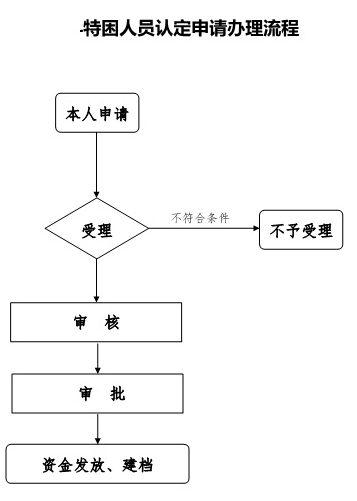 特困人员认定申请办理流程
本人申请
受理
不符合条件
不予受理
审 核
审 批
资金发放、建档